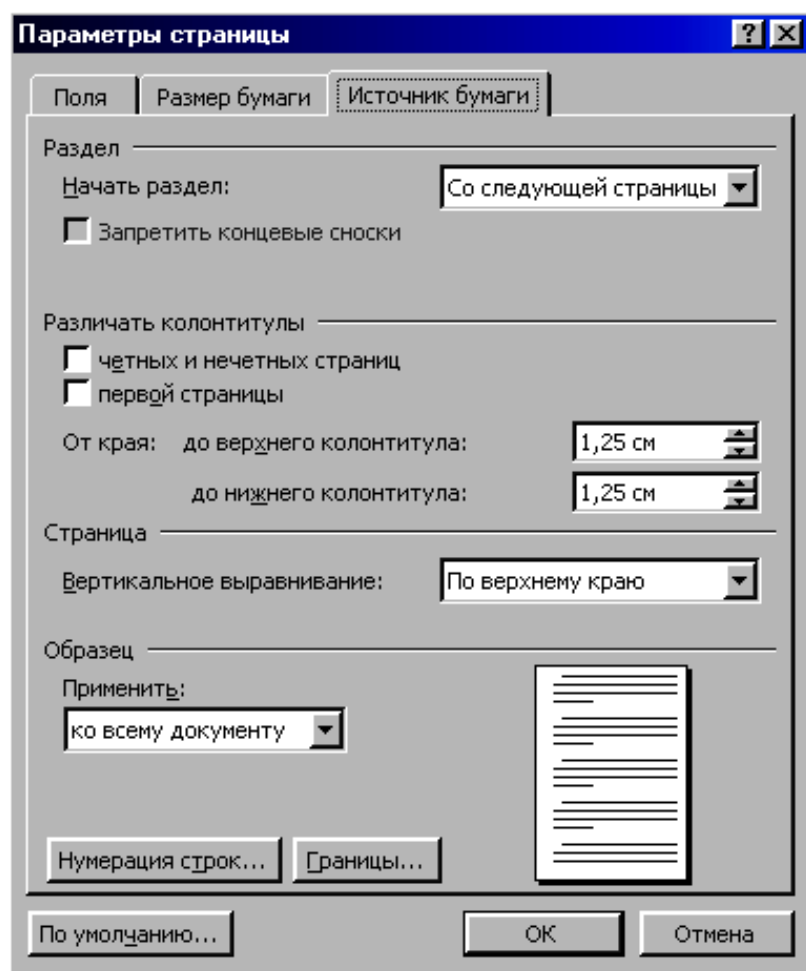 Параметры страницы
Поля Размер бумаги Источник бумаги
Раздел
Начать раздел: Со следующей страницы
Запретить концевые сноски
Различать колонтитулы
четных и нечетных страниц
первой страницы
От края: до верхнего колонтитула: 1,25 см
до нижнего колонтитула: 1,25 см
Страница
Вертикальное выравнивание: По верхнему краю
Образец
Применить:
ко всему документу
Нумерация строк... Границы...
По умолчанию... ОК Отмена